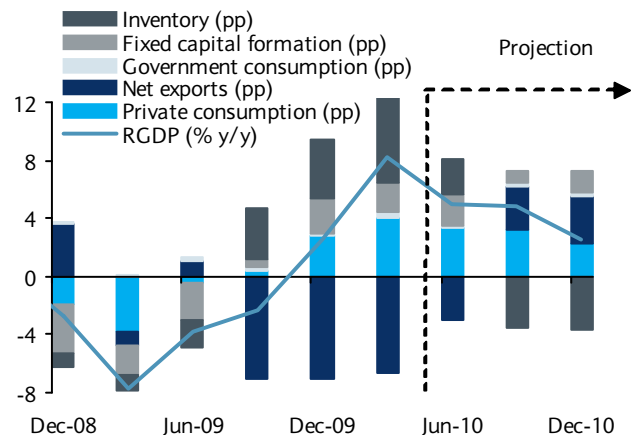 Inventory (pp)
Fixed capital formation (pp)
Government consumption (pp)
Net exports (pp)
Private consumption (pp)
RGDP (% y/y)
Projection
12
8
4
0
-4
-8
Dec-08 Jun-09 Dec-09 Jun-10 Dec-10